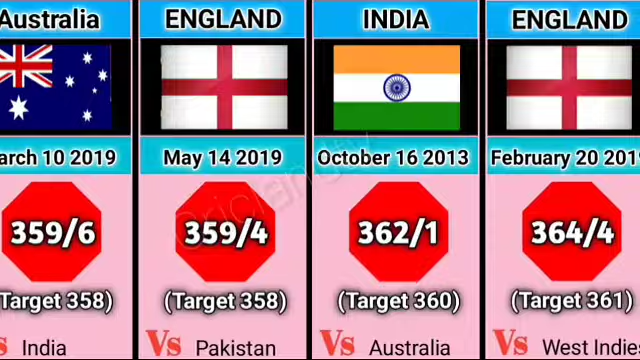 Australia
ENGLAND
INDIA
ENGLAND
arch 10 2019
May 14 2019
October 16 2013
February 20 201
359/6
359/4
362/1
364/4
(Target 358)
(Target 358)
(Target 360)
(Target 361)
s India
Vs Pakistan
Vs Australia
Vs West Indies